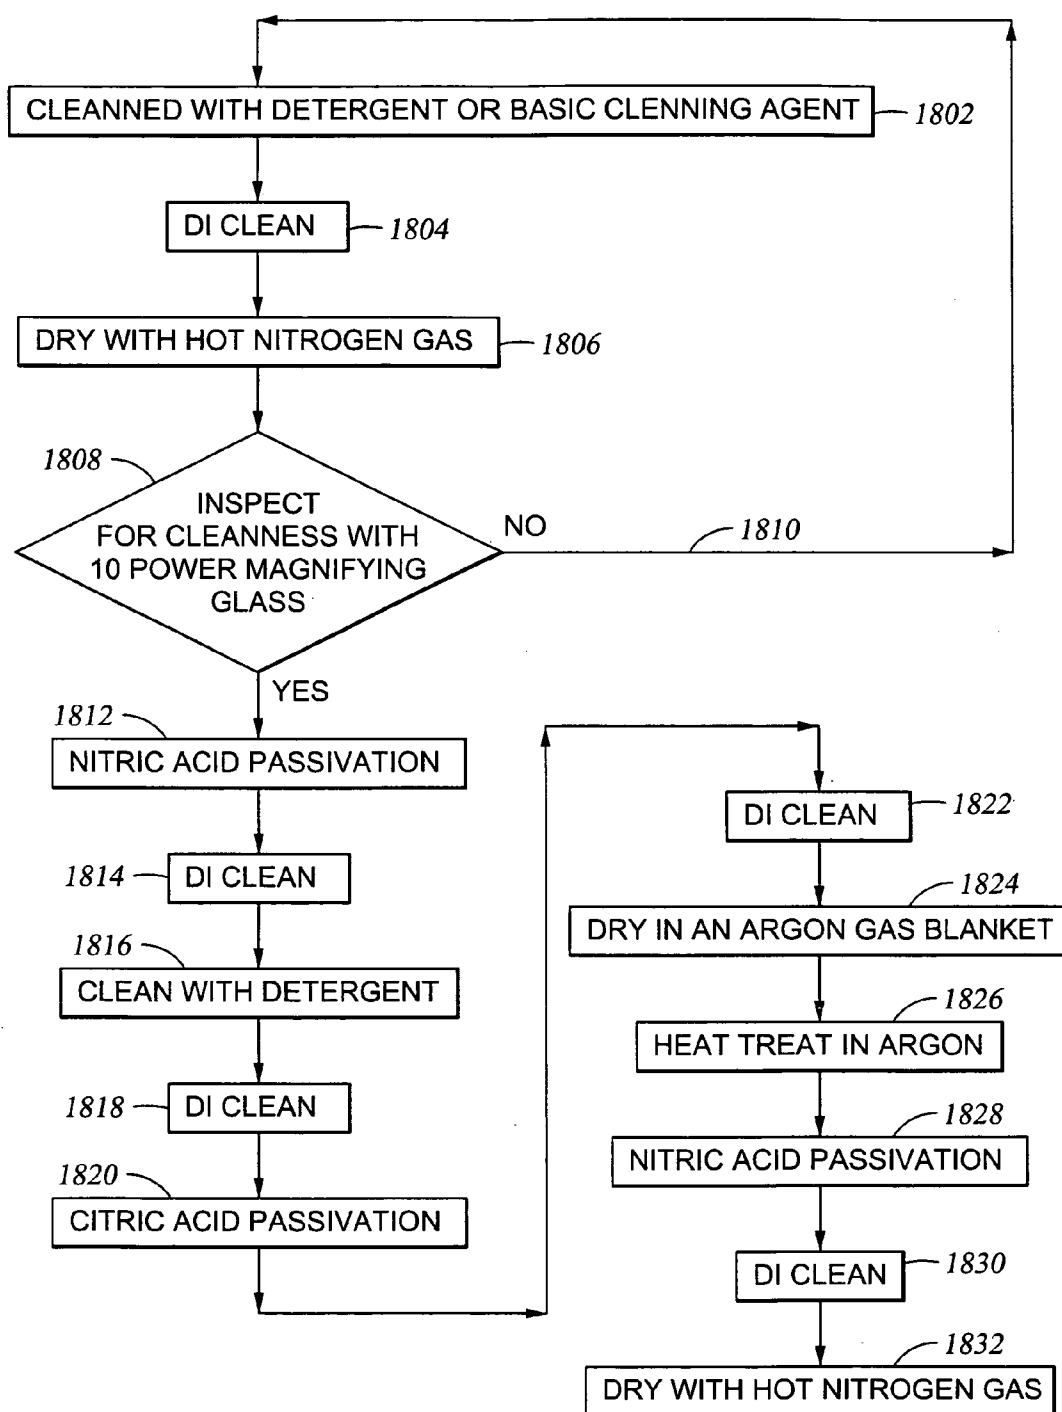 CLEANNED WITH DETERGENT OR BASIC CLENNING AGENT
1802
DI CLEAN
1804
DRY WITH HOT NITROGEN GAS
1806
1808
INSPECT
FOR CLEANNESS WITH
10 POWER MAGNIFYING
GLASS
NO
1810
YES
1812
NITRIC ACID PASSIVATION
1814
DI CLEAN
1816
CLEAN WITH DETERGENT
1818
DI CLEAN
1820
CITRIC ACID PASSIVATION
DI CLEAN
1822
1824
DRY IN AN ARGON GAS BLANKET
1826
HEAT TREAT IN ARGON
1828
NITRIC ACID PASSIVATION
DI CLEAN
1830
1832
DRY WITH HOT NITROGEN GAS